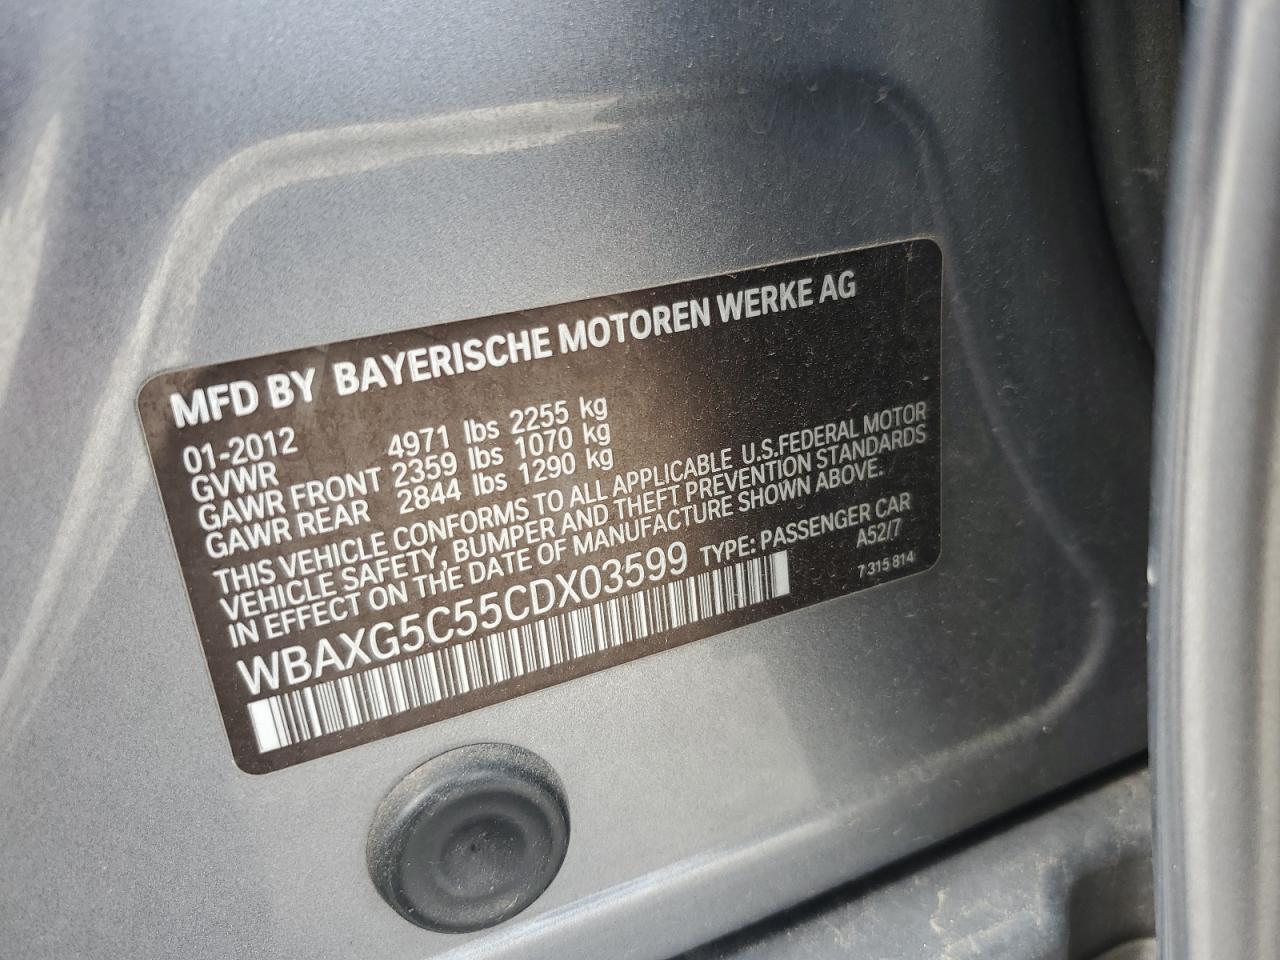 MFD BY BAYERISCHE MOTOREN WERKE AG
01-2012
GVWR 4971 lbs 2255 kg
GAWR FRONT 2359 lbs 1070 kg
GAWR REAR 2844 lbs 1290 kg
THIS VEHICLE CONFORMS TO ALL APPLICABLE U.S.FEDERAL MOTOR
VEHICLE SAFETY, BUMPER AND THEFT PREVENTION STANDARDS
IN EFFECT ON THE DATE OF MANUFACTURE SHOWN ABOVE.
WBAXG5C55CDX03599 TYPE: PASSENGER CAR
A52/7
7 315 814